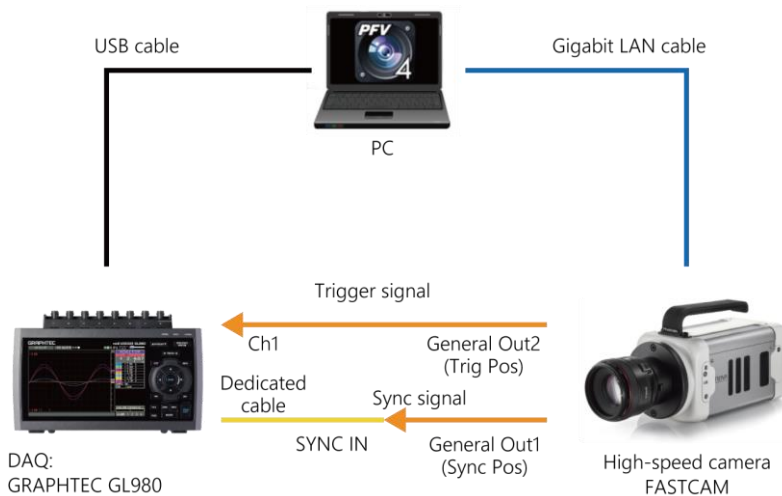 PFV
4
USB cable
Gigabit LAN cable
PC
Trigger signal
Ch1
General Out2
(Trig Pos)
Dedicated
cable
Sync signal
SYNC IN
General Out1
(Sync Pos)
GRAPHTEC
DAQ:
GRAPHTEC GL980
High-speed camera
FASTCAM